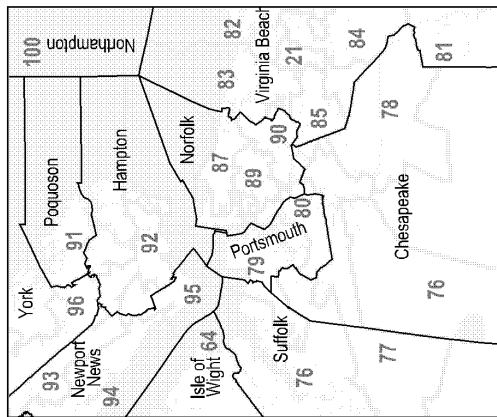 100
Northampton
82
83
Virginia Beach
21
84
81
Poquoson
Hampton
Norfolk
87
90
85
78
89
91
92
80
Portsmouth
79
Chesapeake
York
96
95
Newport
News
93
94
64
Isle of
Wight
Suffolk
76
76
77